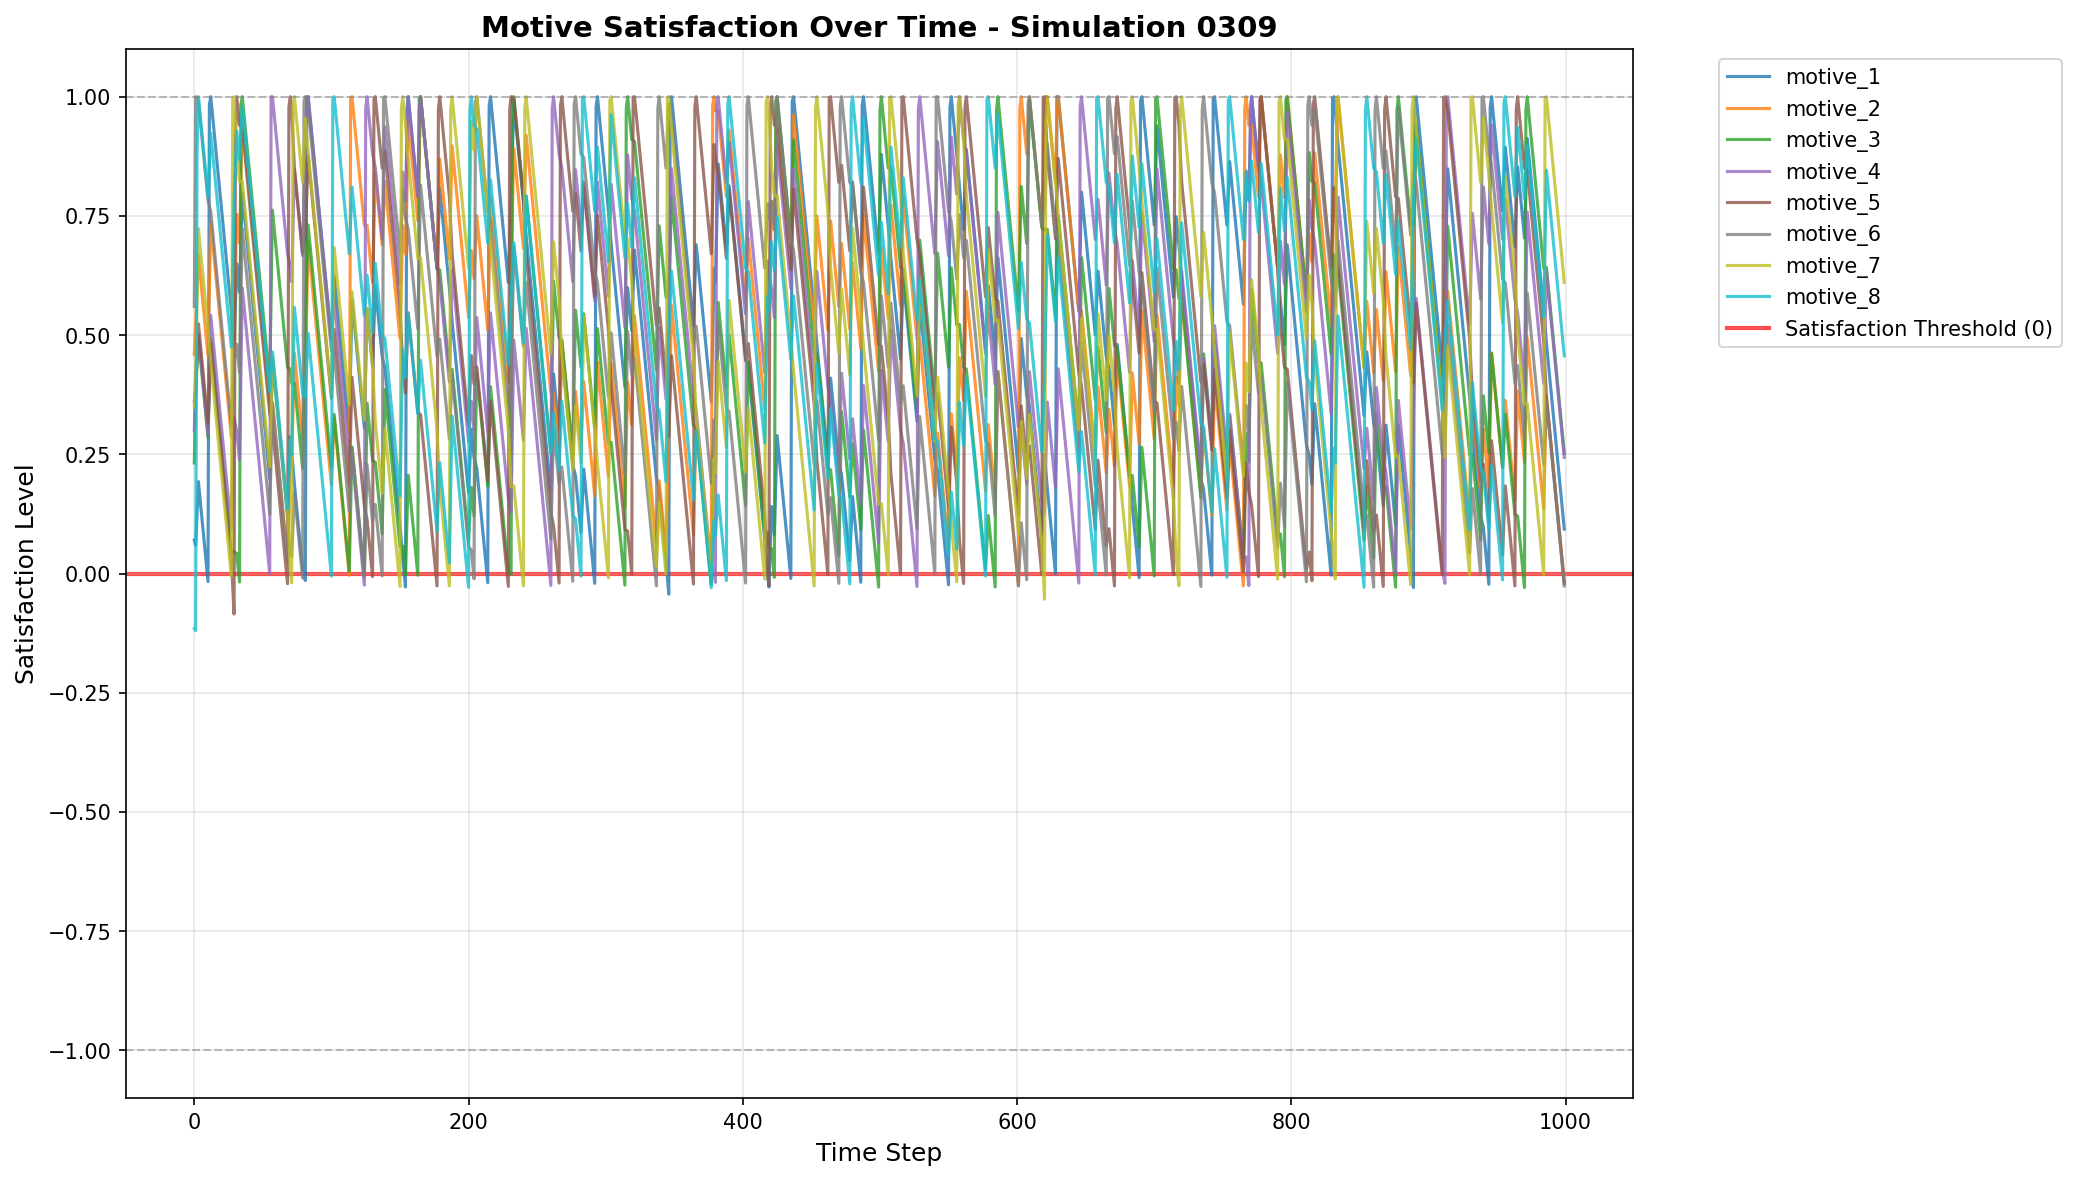 Motive Satisfaction Over Time - Simulation 0309
1.00
0.75
0.50
0.25
0.00
−0.25
−0.50
−0.75
−1.00
Satisfaction Level
0
200
400
600
800
1000
Time Step
motive_1
motive_2
motive_3
motive_4
motive_5
motive_6
motive_7
motive_8
Satisfaction Threshold (0)